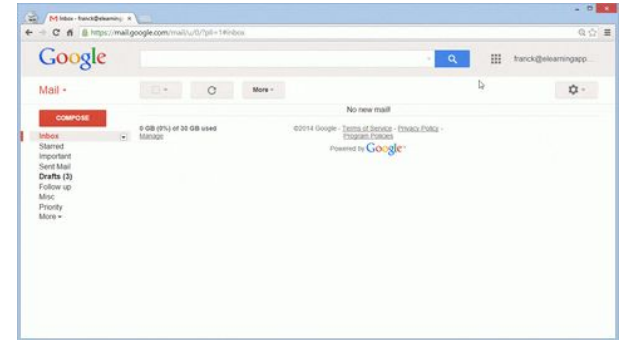 Inbox - franck@elearning
https://mail.google.com/mail/u/0/?pli=1#inbox
Google
franck@elearningapp...
Mail
More
No new mail!
COMPOSE
0 GB (0%) of 30 GB used
Manage
©2014 Google - Terms of Service - Privacy Policy -
Program Policies
Powered by Google
Inbox
Starred
Important
Sent Mail
Drafts (3)
Follow up
Misc
Priority
More